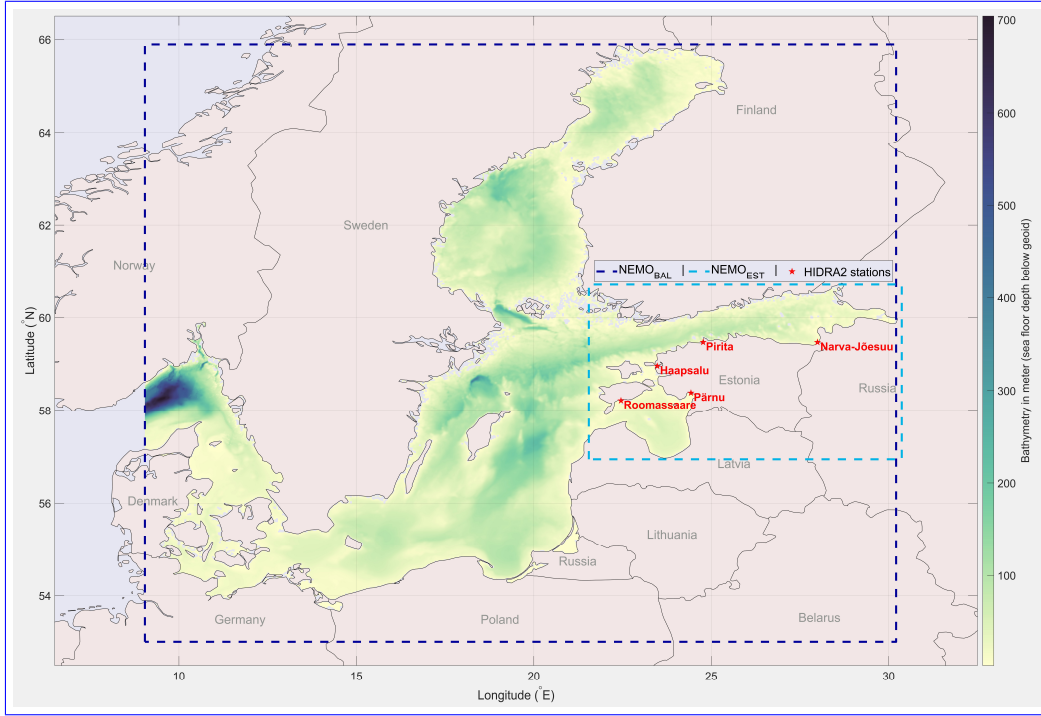 66
64
62
60
58
56
54
10
15
20
25
30
Latitude (°N)
Longitude (°E)
Norway
Sweden
Finland
NEMO_BAL | NEMO_EST | HIDRA2 stations
Pirita
Narva-Jõesuu
Haapsalu
Estonia
Russia
Pärnu
Roomassaare
Latvia
Denmark
Lithuania
Russia
Germany
Poland
Belarus
700
600
500
400
300
200
100
Bathymetry in meter (sea floor depth below geoid)